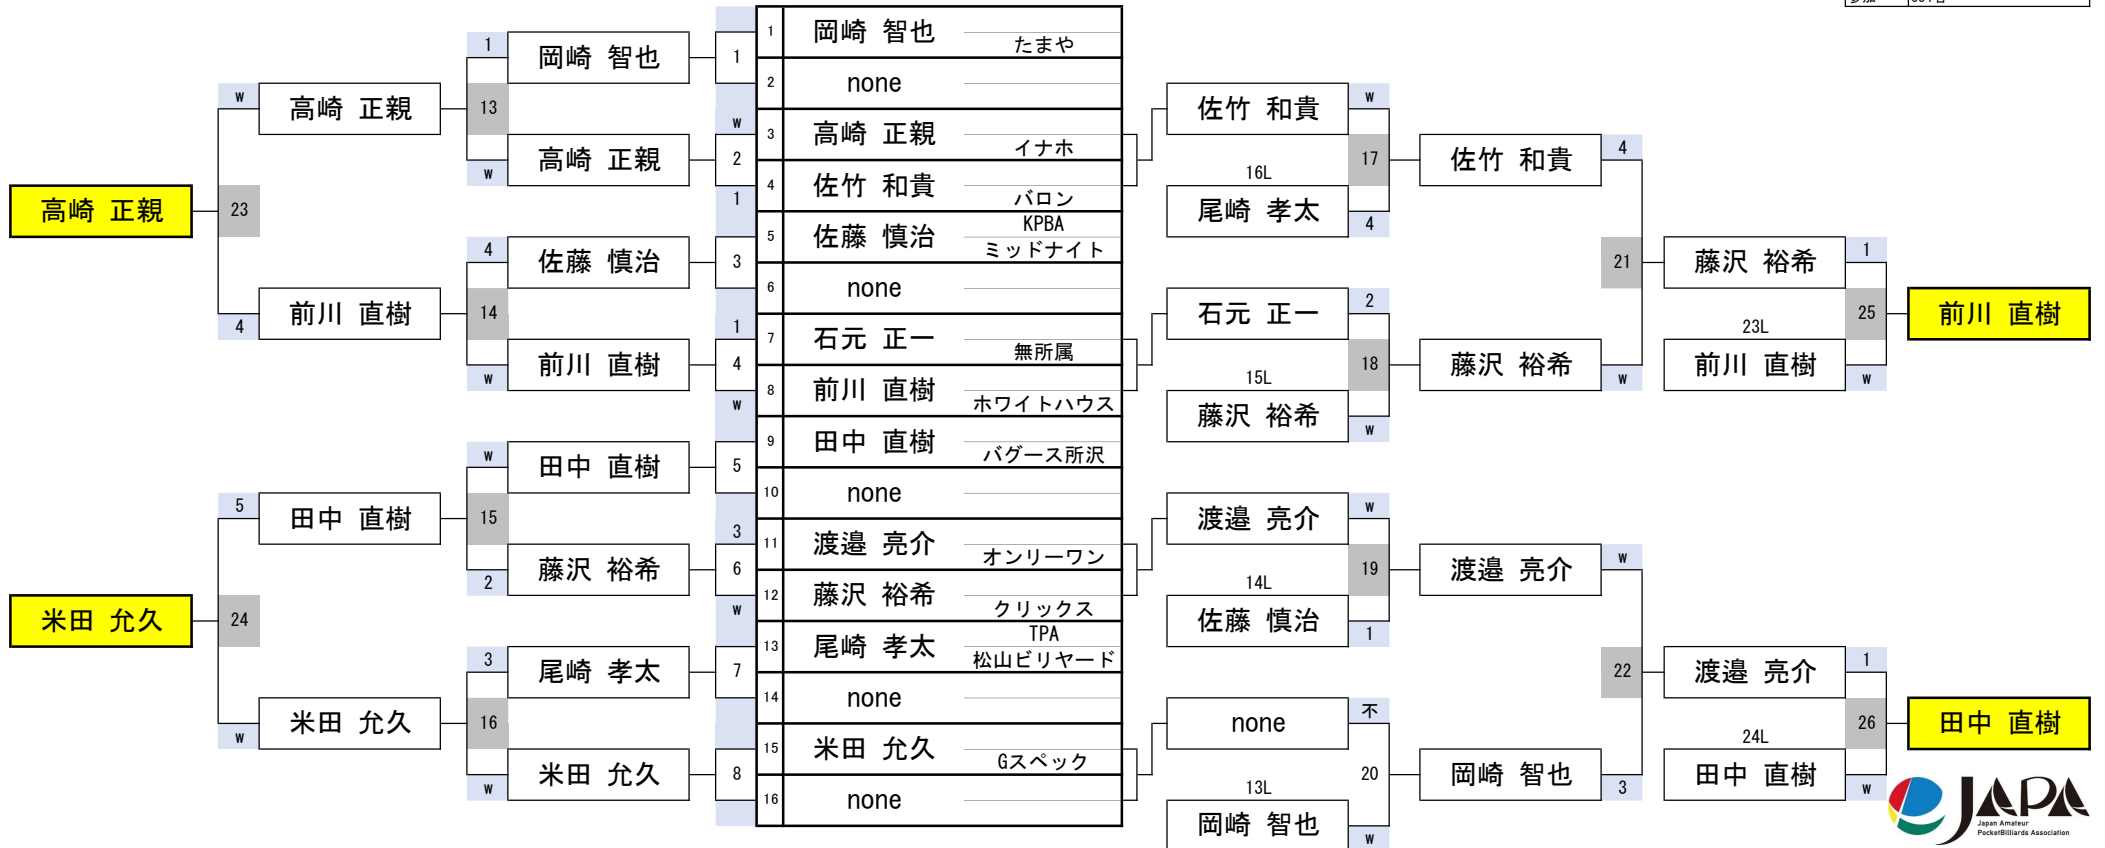 参加
1 岡崎 智也 たまや
2 none
3 高崎 正親 イナホ
4 佐竹 和貴 バロン
5 佐藤 慎治 KPBA
ミッドナイト
6 none
7 石元 正一 無所属
8 前川 直樹 ホワイトハウス
9 田中 直樹 バグース所沢
10 none
11 渡邉 亮介 オンリーワン
12 藤沢 裕希 クリックス
13 尾崎 孝太 TPA
松山ビリヤード
14 none
15 米田 允久 Gスペック
16 none
1
W 2
1
3
1
4
W
5
3
6
W
7
8
1 岡崎 智也
13
W 高崎 正親
4 佐藤 慎治
14
W 前川 直樹
W 田中 直樹
15
2 藤沢 裕希
3 尾崎 孝太
16
W 米田 允久
W 高崎 正親
23
4 前川 直樹
5 田中 直樹
24
W 米田 允久
高崎 正親
米田 允久
佐竹 和貴 W
16L 17
尾崎 孝太 4
石元 正一 2
15L 18
藤沢 裕希 W
渡邉 亮介 W
14L 19
佐藤 慎治 1
none 不
13L 20
岡崎 智也 W
佐竹 和貴 4
21
藤沢 裕希 W
渡邉 亮介 W
22
岡崎 智也 3
藤沢 裕希 1
23L 25
前川 直樹 W
渡邉 亮介 1
24L 26
田中 直樹 W
前川 直樹
田中 直樹
JAPA
Japan Amateur
PocketBilliards Association